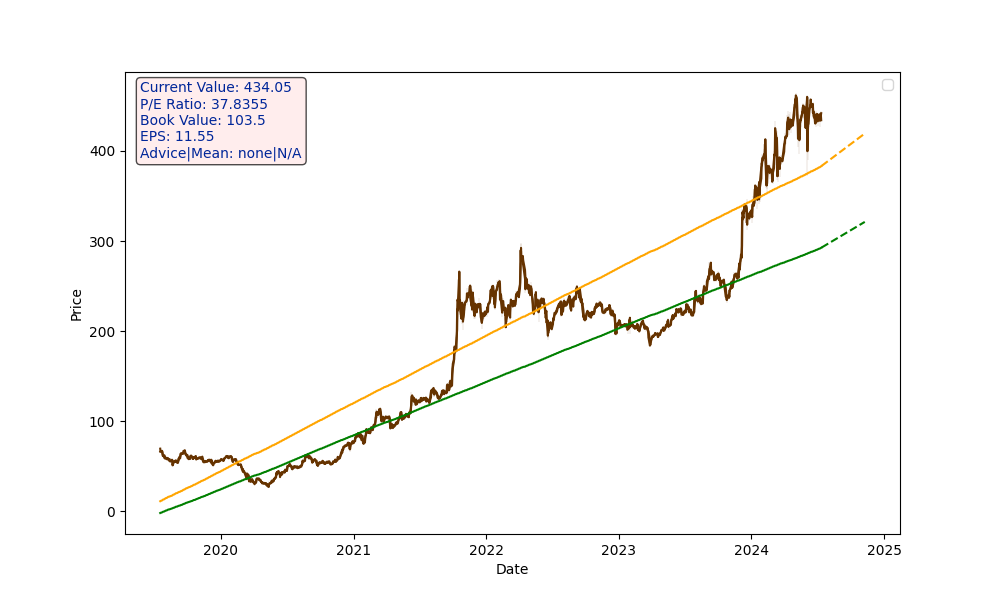 Current Value: 434.05
P/E Ratio: 37.8355
Book Value: 103.5
EPS: 11.55
Advice|Mean: none|N/A
400
300
200
100
0
Price
2020 2021 2022 2023 2024 2025
Date